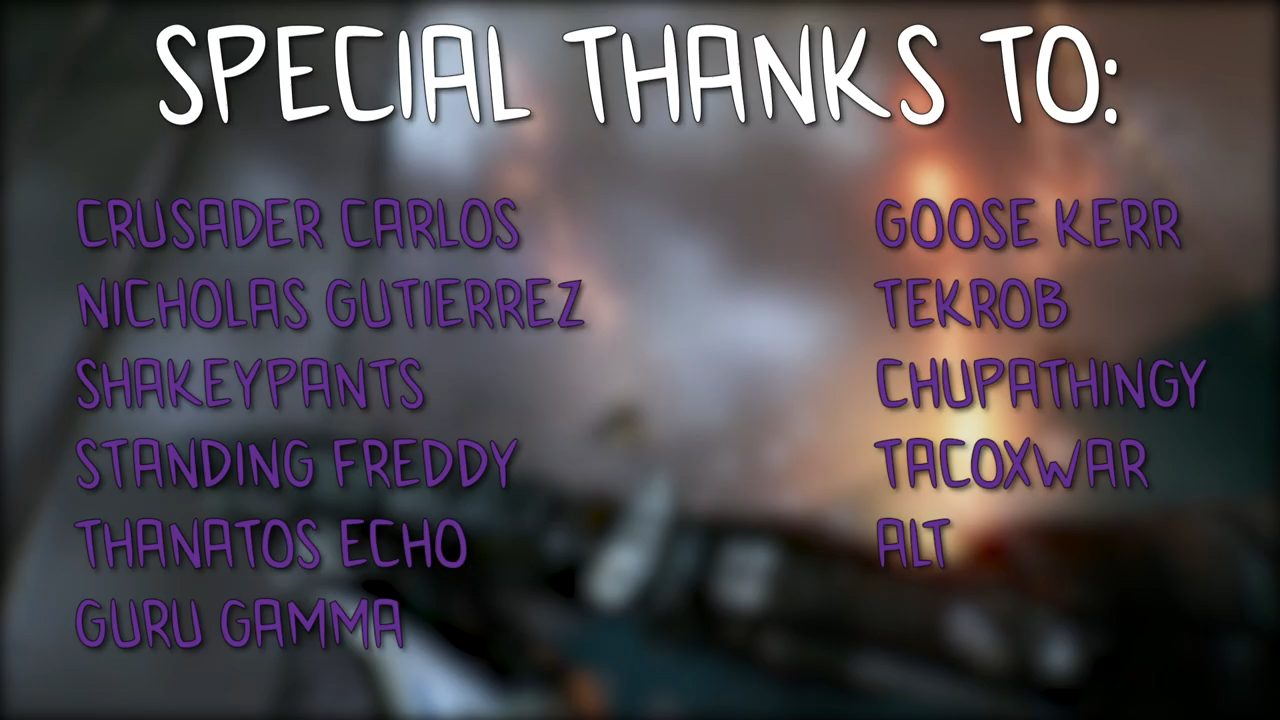 SPECIAL THANKS TO:
CRUSADER CARLOS
NICHOLAS GUTIERREZ
SHAKEYPANTS
STANDING FREDDY
THANATOS ECHO
GURU GAMMA
GOOSE KERR
TEKROB
CHUPATHINGY
TACOXWAR
ALT